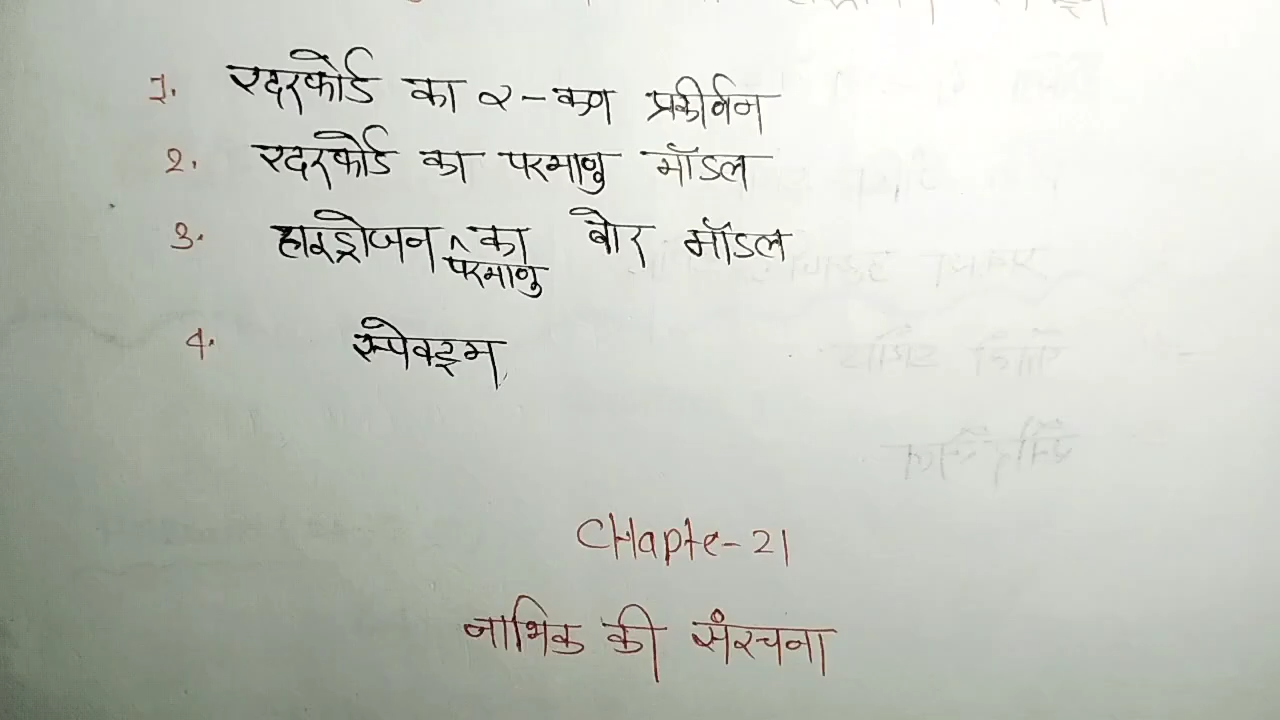 1. रदरफोर्ड का α-कण प्रकीर्णन
2. रदरफोर्ड का परमाणु मॉडल
3. हाइड्रोजन ^ का बोर मॉडल
परमाणु
4. स्पेक्ट्रम
CHapte-21
नाभिक की संरचना